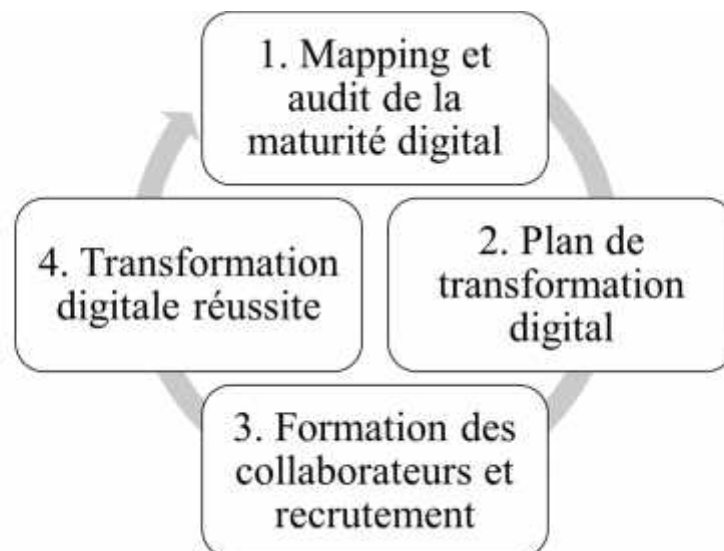 1. Mapping et
audit de la
maturité digital
2. Plan de
transformation
digital
3. Formation des
collaborateurs et
recrutement
4. Transformation
digitale réussite